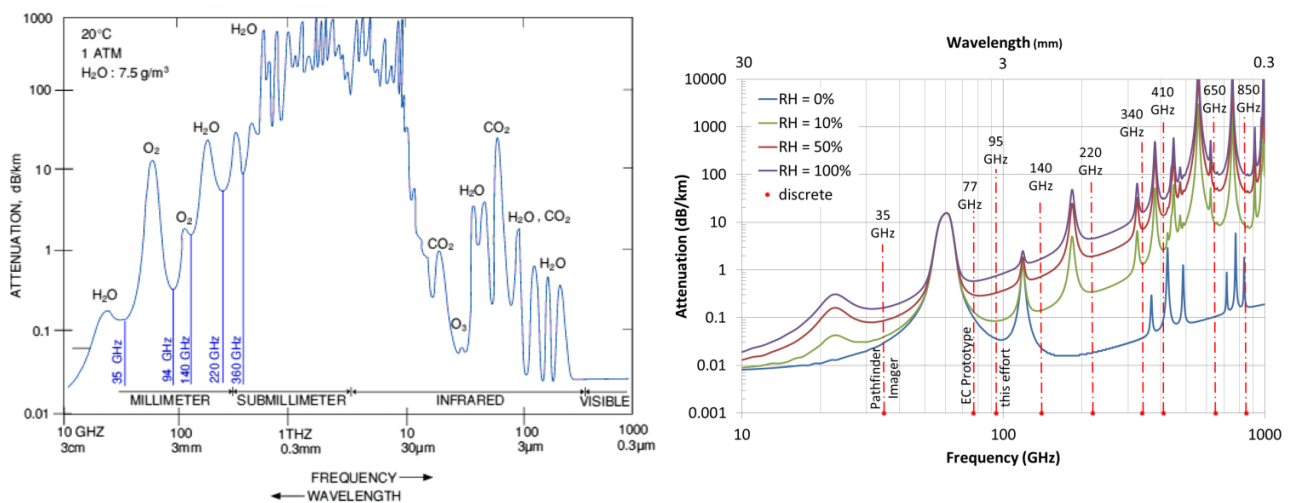 1000
100
10
1
0.1
0.01
ATTENUATION, dB/km
20°C
1 ATM
H₂O : 7.5 g/m³
H₂O
O₂
O₂
H₂O
H₂O
CO₂
O₃
H₂O
CO₂
H₂O , CO₂
H₂O
35 GHz
94 GHz
140 GHz
220 GHz
360 GHz
MILLIMETER
SUBMILLIMETER
INFRARED
VISIBLE
10 GHZ
3cm
100
3mm
1THZ
0.3mm
10
30µm
100
3µm
1000
0.3µm
FREQUENCY
WAVELENGTH
Wavelength (mm)
30
3
0.3
Attenuation (dB/km)
10000
1000
100
10
1
0.1
0.01
0.001
RH = 0%
RH = 10%
RH = 50%
RH = 100%
discrete
35
GHz
77
GHz
95
GHz
140
GHz
220
GHz
340
GHz
410
GHz
650
GHz
850
GHz
Pathfinder
Imager
EC Prototype
this effort
10
100
1000
Frequency (GHz)